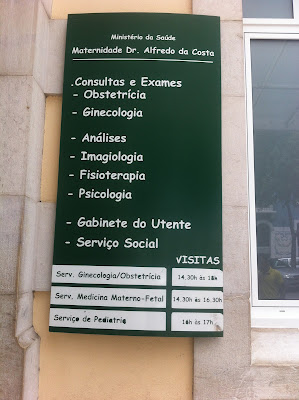 Ministério da Saúde
Maternidade Dr. Alfredo da Costa
.Consultas e Exames
- Obstetrícia
- Ginecologia
- Análises
- Imagiologia
- Fisioterapia
- Psicologia
- Gabinete do Utente
- Serviço Social
VISITAS
Serv. Ginecologia/Obstetrícia 14.30h às 18h
Serv. Medicina Materno-Fetal 14.30h às 16.30h
Serviço de Pediatria 16h às 17h